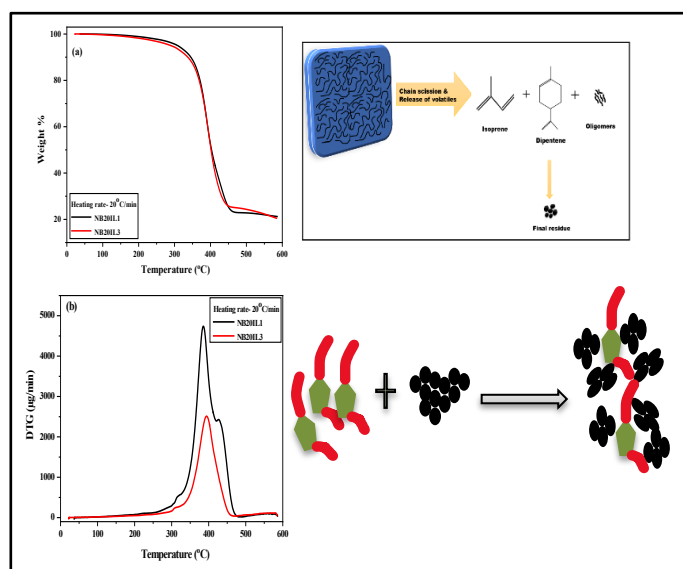 (a)
100
80
60
40
20
Weight %
Heating rate- 20°C/min
NB20IL1
NB20IL3
0 100 200 300 400 500 600
Temperature (°C)
Chain scission &
Release of volatiles
Isoprene
+
Dipentene
+
Oligomers
Final residue
(b)
5000
4000
3000
2000
1000
0
DTG (µg/min)
Heating rate- 20°C/min
NB20IL1
NB20IL3
0 100 200 300 400 500 600
Temperature (°C)